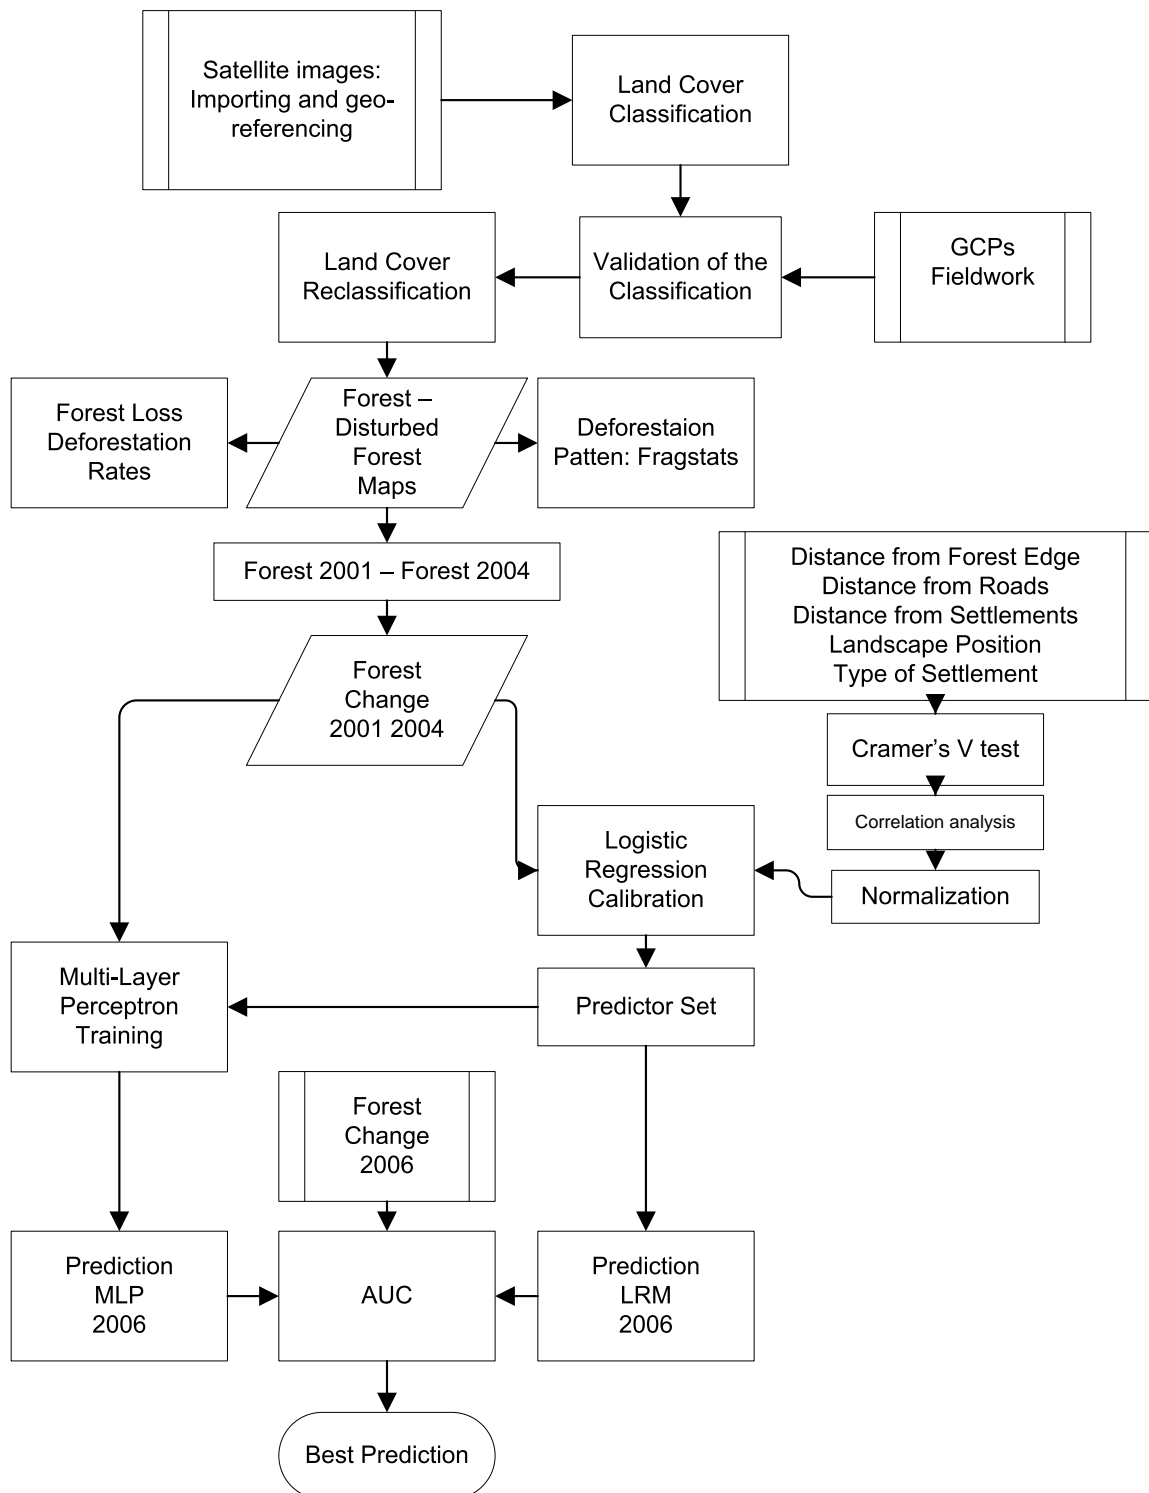 Satellite images:
Importing and geo-
referencing
Land Cover
Classification
Land Cover
Reclassification
Validation of the
Classification
GCPs
Fieldwork
Forest Loss
Deforestation
Rates
Forest –
Disturbed
Forest
Maps
Deforestaion
Patten: Fragstats
Forest 2001 – Forest 2004
Distance from Forest Edge
Distance from Roads
Distance from Settlements
Landscape Position
Type of Settlement
Forest
Change
2001 2004
Cramer’s V test
Correlation analysis
Normalization
Logistic
Regression
Calibration
Multi-Layer
Perceptron
Training
Predictor Set
Forest
Change
2006
Prediction
MLP
2006
AUC
Prediction
LRM
2006
Best Prediction